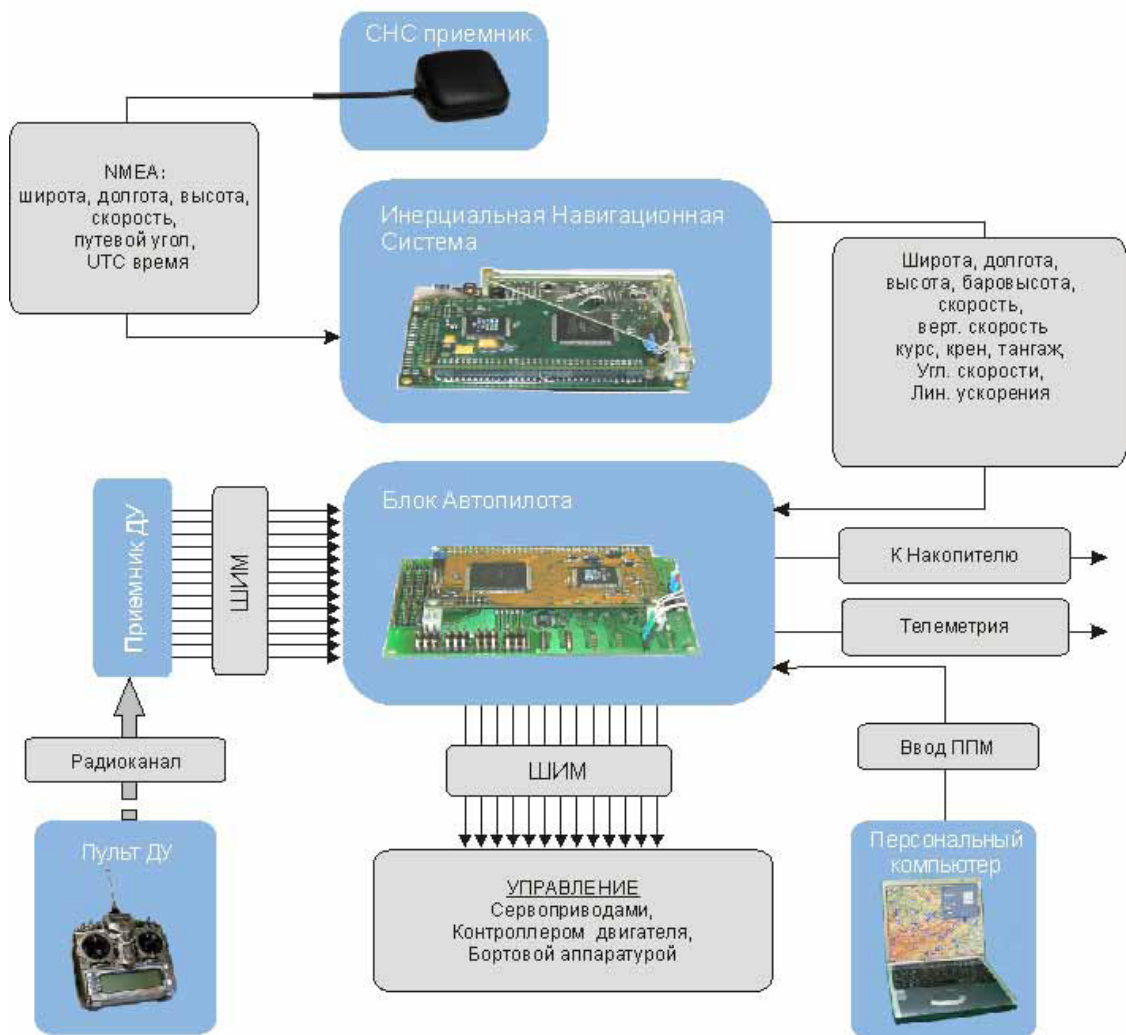 СНС приемник
NMEA:
широта, долгота, высота,
скорость,
путевой угол,
UTC время
Инерциальная Навигационная
Система
Широта, долгота,
высота, баровысота,
скорость,
верт. скорость
курс, крен, тангаж,
Угл. скорости,
Лин. ускорения
Приемник ДУ
ШИМ
Блок Автопилота
К Накопителю
Телеметрия
Радиоканал
ШИМ
Ввод ППМ
Пульт ДУ
УПРАВЛЕНИЕ
Сервоприводами,
Контроллером двигателя,
Бортовой аппаратурой
Персональный
компьютер